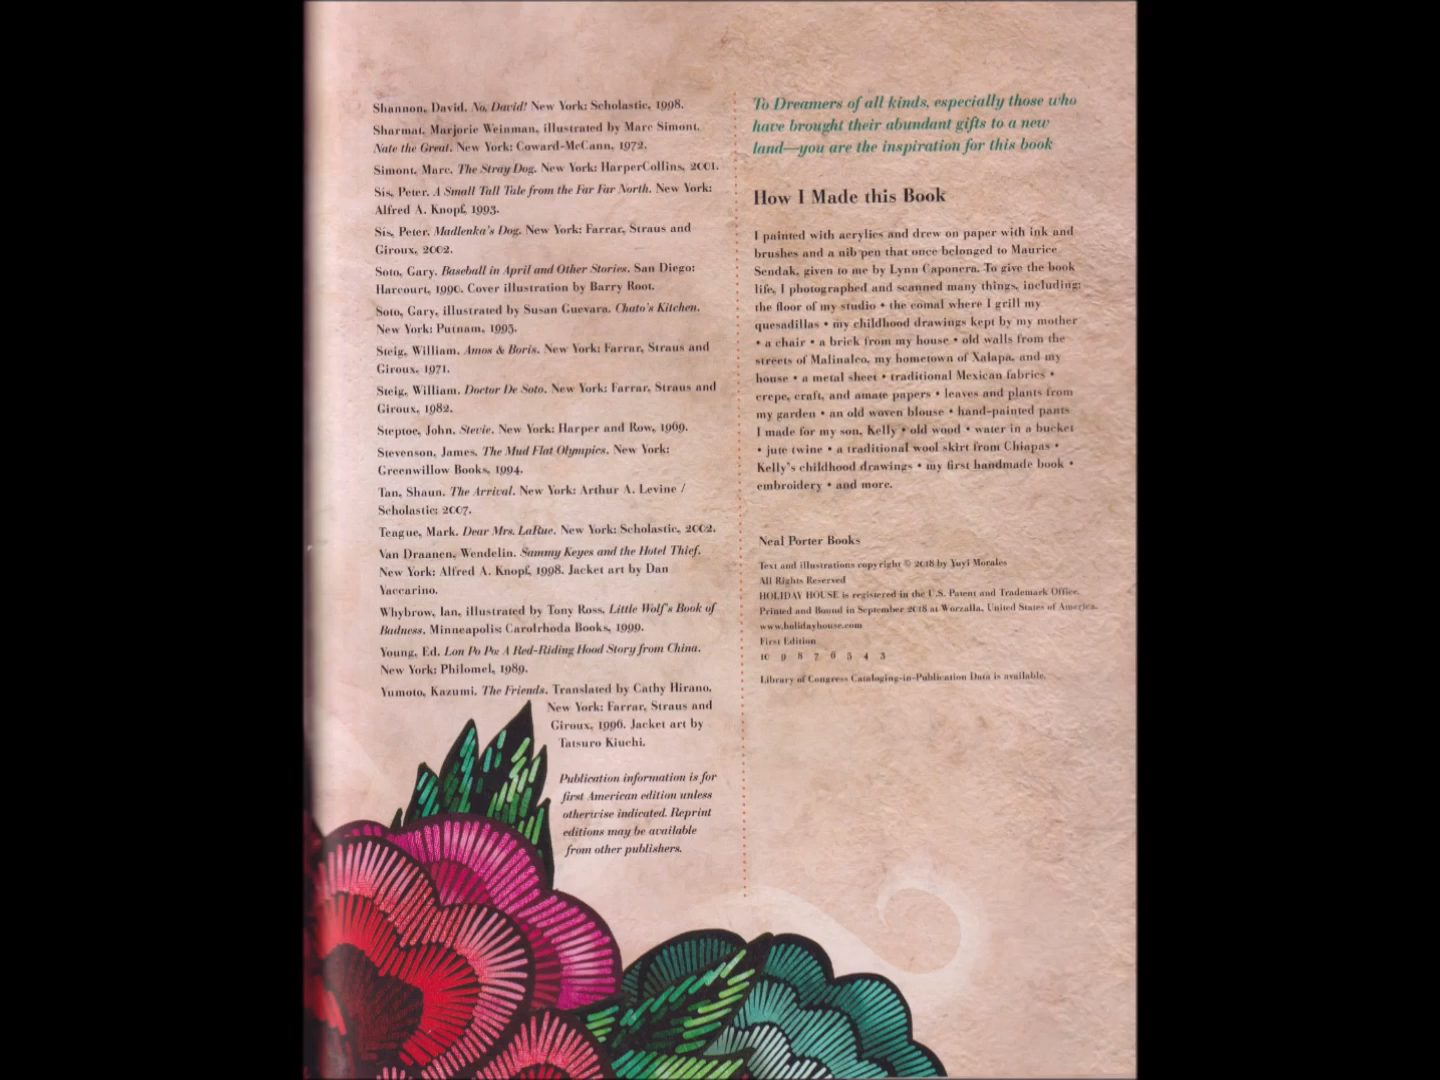 Shannon, David. No, David! New York: Scholastic, 1998.
Sharmat, Marjorie Weinman, illustrated by Marc Simont.
Nate the Great. New York: Coward-McCann, 1972.
Simont, Marc. The Stray Dog. New York: HarperCollins, 2001.
Sís, Peter. A Small Tall Tale from the Far Far North. New York:
Alfred A. Knopf, 1993.
Sís, Peter. Madlenka's Dog. New York: Farrar, Straus and
Giroux, 2002.
Soto, Gary. Baseball in April and Other Stories. San Diego:
Harcourt, 1990. Cover illustration by Barry Root.
Soto, Gary, illustrated by Susan Guevara. Chato's Kitchen.
New York: Putnam, 1995.
Steig, William. Amos & Boris. New York: Farrar, Straus and
Giroux, 1971.
Steig, William. Doctor De Soto. New York: Farrar, Straus and
Giroux, 1982.
Steptoe, John. Stevie. New York: Harper and Row, 1969.
Stevenson, James. The Mud Flat Olympics. New York:
Greenwillow Books, 1994.
Tan, Shaun. The Arrival. New York: Arthur A. Levine /
Scholastic: 2007.
Teague, Mark. Dear Mrs. LaRue. New York: Scholastic, 2002.
Van Draanen, Wendelin. Sammy Keyes and the Hotel Thief.
New York: Alfred A. Knopf, 1998. Jacket art by Dan
Yaccarino.
Whybrow, Ian, illustrated by Tony Ross. Little Wolf's Book of
Badness. Minneapolis: Carolrhoda Books, 1999.
Young, Ed. Lon Po Po: A Red-Riding Hood Story from China.
New York: Philomel, 1989.
Yumoto, Kazumi. The Friends. Translated by Cathy Hirano.
New York: Farrar, Straus and
Giroux, 1996. Jacket art by
Tatsuro Kiuchi.
Publication information is for
first American edition unless
otherwise indicated. Reprint
editions may be available
from other publishers.
To Dreamers of all kinds, especially those who
have brought their abundant gifts to a new
land—you are the inspiration for this book
How I Made this Book
I painted with acrylics and drew on paper with ink and
brushes and a nib pen that once belonged to Maurice
Sendak, given to me by Lynn Caponera. To give the book
life, I photographed and scanned many things, including:
the floor of my studio • the comal where I grill my
quesadillas • my childhood drawings kept by my mother
• a chair • a brick from my house • old walls from the
streets of Malinalco, my hometown of Xalapa, and my
house • a metal sheet • traditional Mexican fabrics •
crepe, craft, and amate papers • leaves and plants from
my garden • an old woven blouse • hand-painted pants
I made for my son, Kelly • old wood • water in a bucket
• jute twine • a traditional wool skirt from Chiapas •
Kelly's childhood drawings • my first handmade book •
embroidery • and more.
Neal Porter Books
Text and illustrations copyright © 2018 by Yuyi Morales
All Rights Reserved
HOLIDAY HOUSE is registered in the U.S. Patent and Trademark Office.
Printed and Bound in September 2018 at Worzalla, United States of America.
www.holidayhouse.com
First Edition
10 9 8 7 6 5 4 3
Library of Congress Cataloging-in-Publication Data is available.